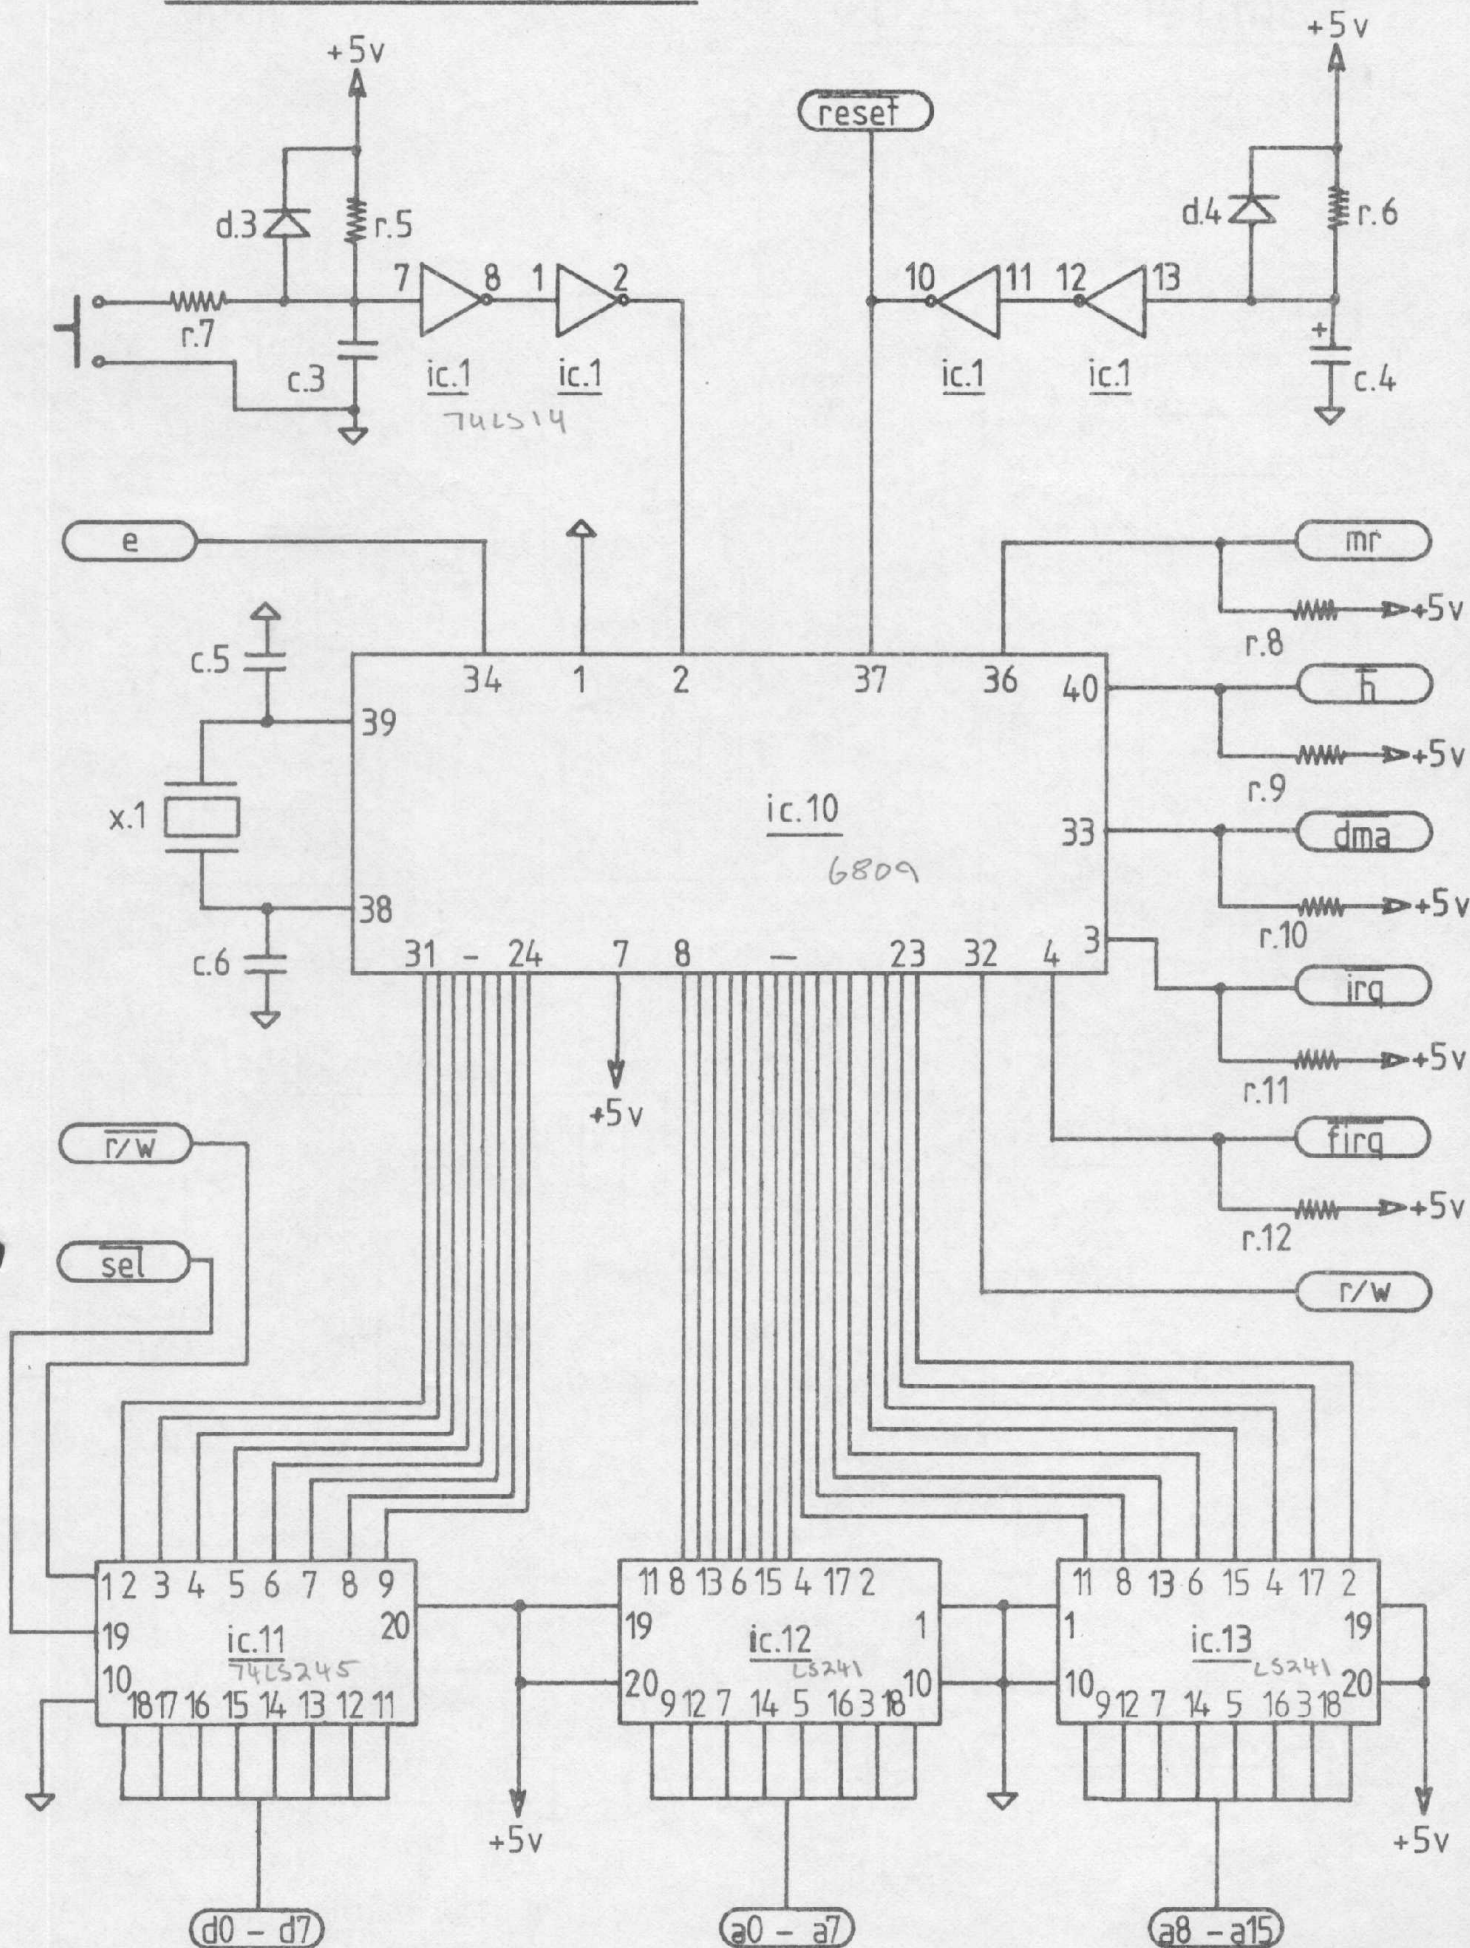 +5v
+5v
reset
d.3
r.5
d.4
r.6
7 8 1 2
10 11 12 13
r.7
c.3
ic.1
ic.1
ic.1
ic.1
+
c.4
74LS14
e
mr
+5v
r.8
c.5
34 1 2 37 36 40
h
39
+5v
r.9
x.1
ic.10
33
dma
6809
38
+5v
r.10
c.6
31 - 24 7 8 — 23 32 4 3
irq
+5v
r.11
+5v
r/w
firq
+5v
r.12
sel
r/w
1 2 3 4 5 6 7 8 9
11 8 13 6 15 4 17 2
11 8 13 6 15 4 17 2
19 ic.11 20
19 ic.12 1
1 ic.13 19
74LS245
LS241
LS241
10
20 10
10 20
18 17 16 15 14 13 12 11
9 12 7 14 5 16 3 18
9 12 7 14 5 16 3 18
+5v
+5v
d0 - d7
a0 - a7
a8 - a15